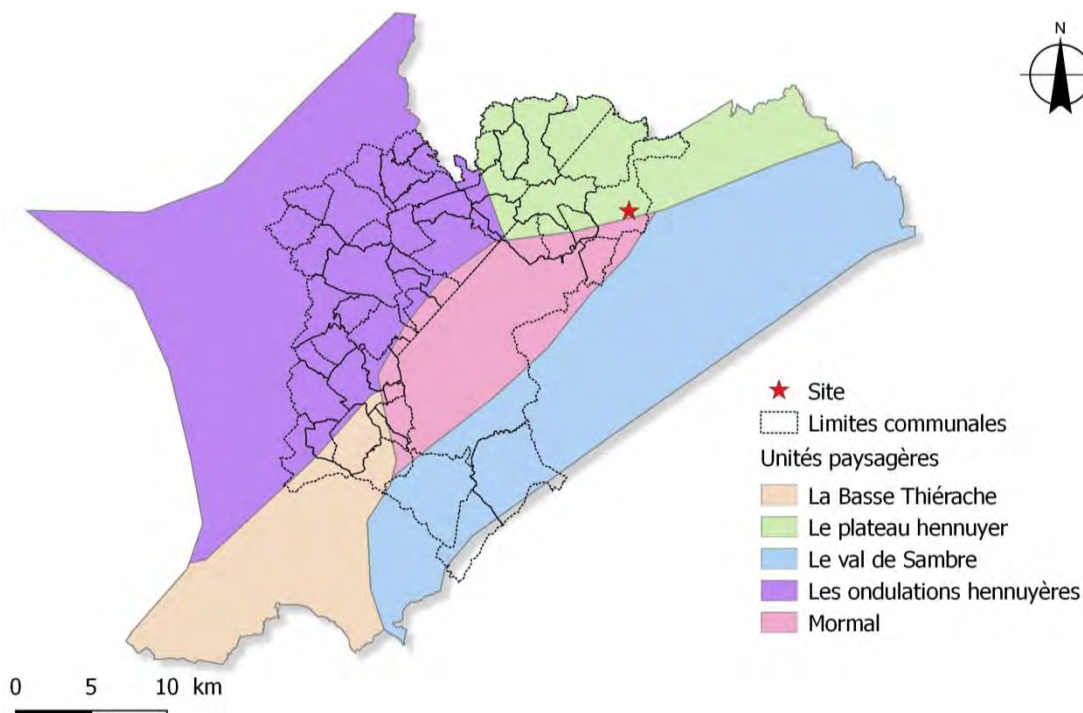 N
Site
Limites communales
Unités paysagères
La Basse Thiérache
Le plateau hennuyer
Le val de Sambre
Les ondulations hennuyères
Mormal
0 5 10 km